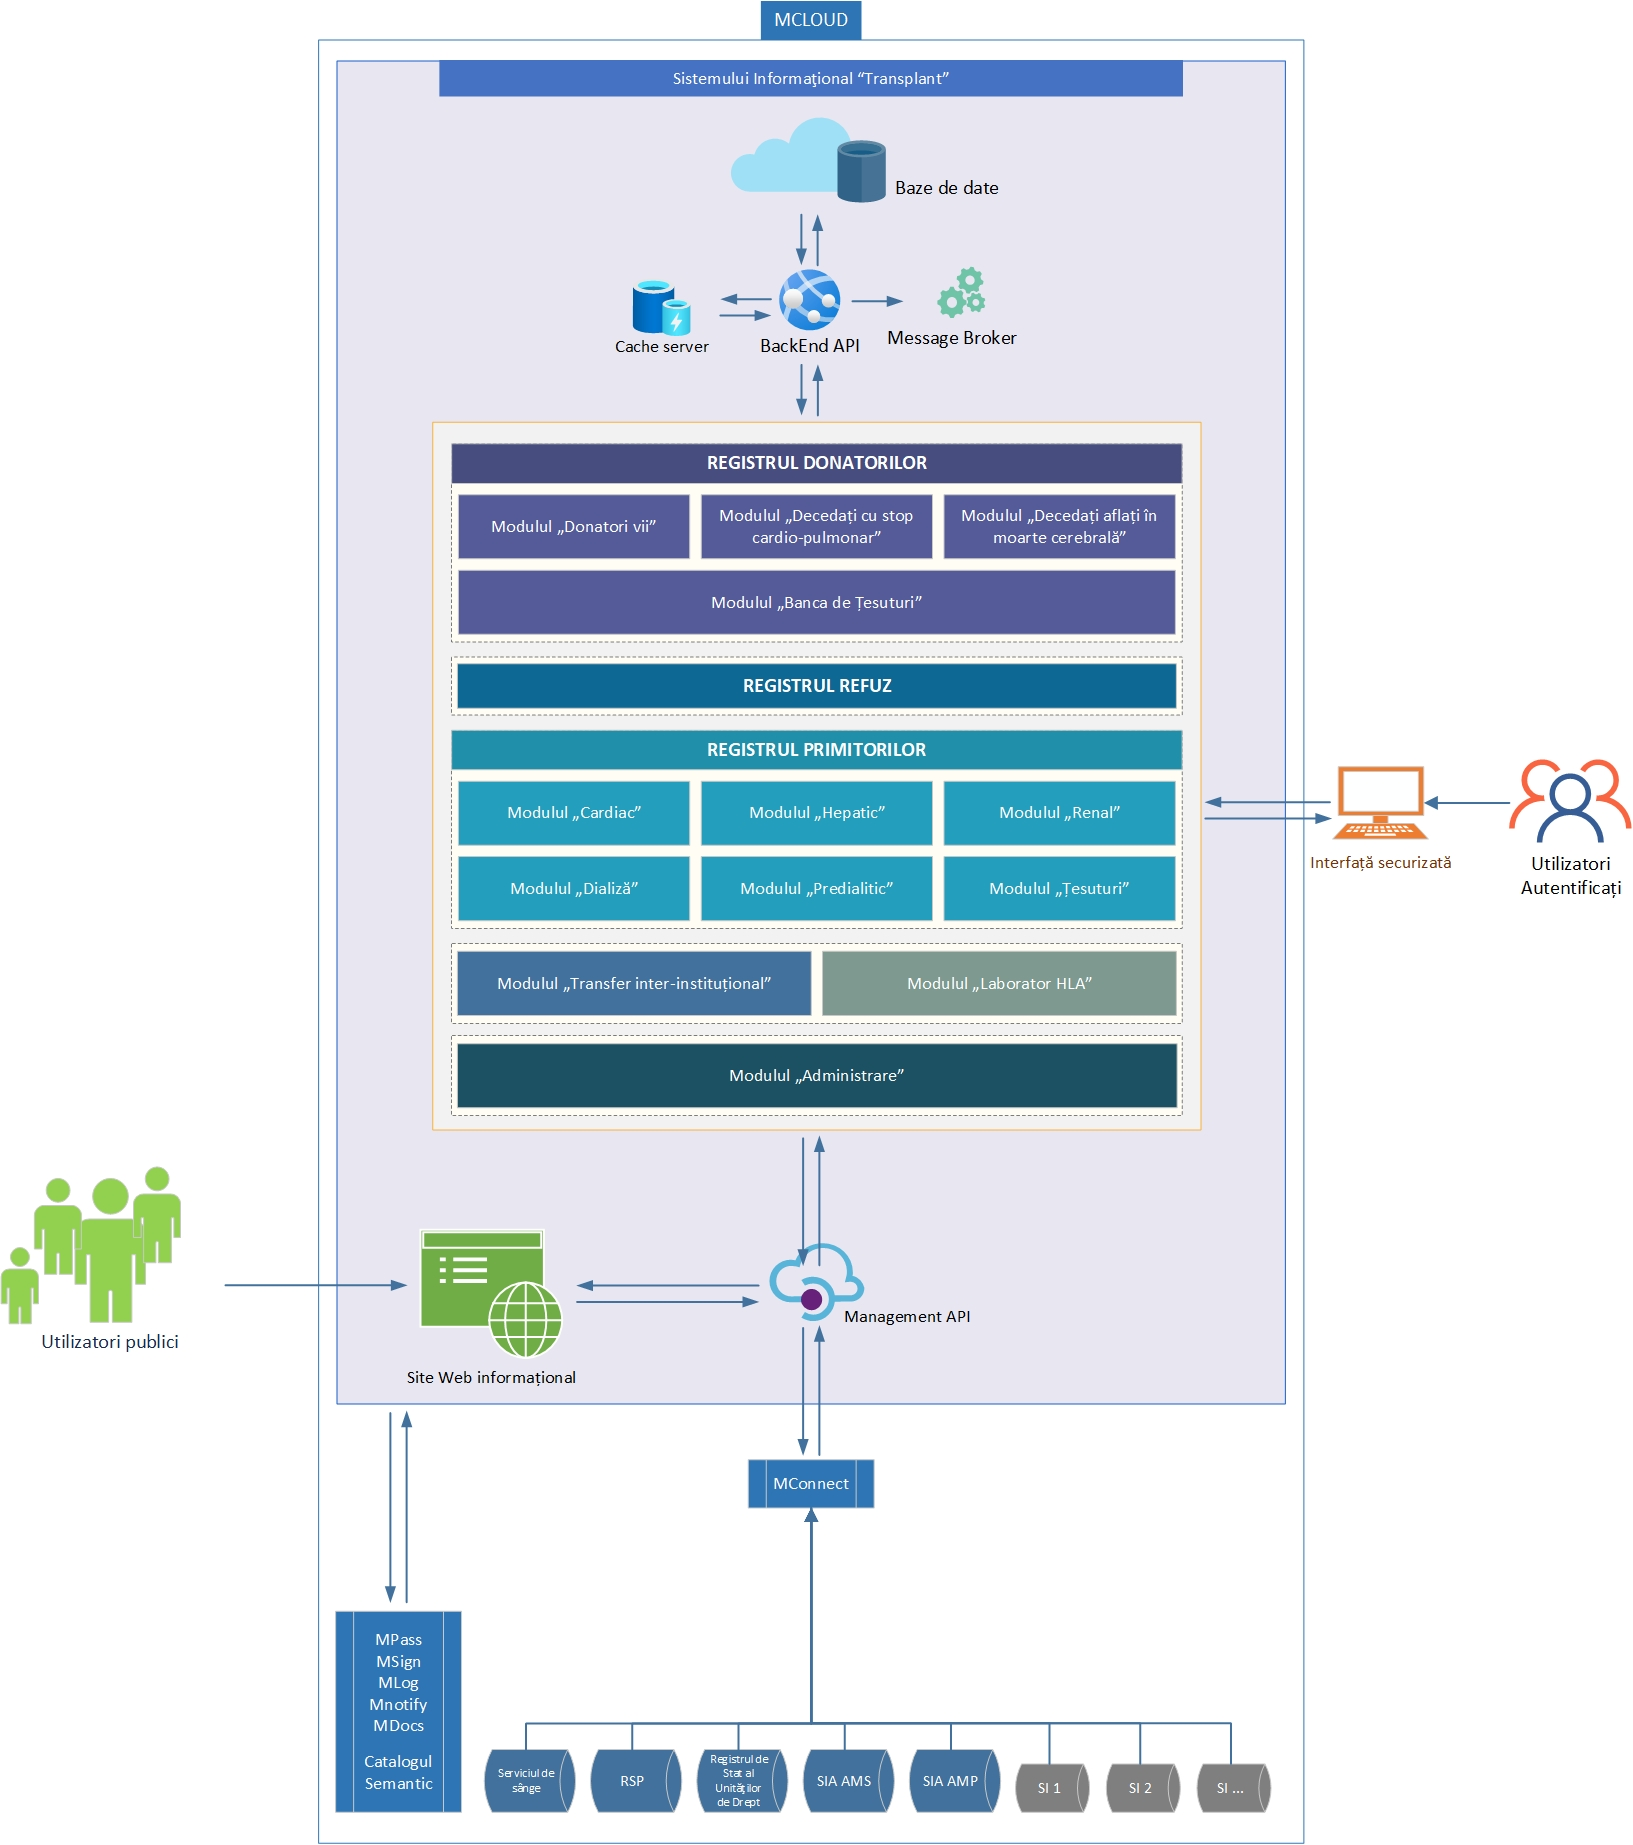 MCLOUD
Sistemului Informaţional “Transplant”
Baze de date
Cache server
BackEnd API
Message Broker
REGISTRUL DONATORILOR
Modulul „Donatori vii”
Modulul „Decedați cu stop
cardio-pulmonar”
Modulul „Decedați aflați în
moarte cerebrală”
Modulul „Banca de Țesuturi”
REGISTRUL REFUZ
REGISTRUL PRIMITORILOR
Modulul „Cardiac”
Modulul „Hepatic”
Modulul „Renal”
Modulul „Dializă”
Modulul „Predialitic”
Modulul „Țesuturi”
Interfață securizată
Utilizatori
Autentificați
Modulul „Transfer inter-instituțional”
Modulul „Laborator HLA”
Modulul „Administrare”
Utilizatori publici
Site Web informațional
Management API
MConnect
MPass
MSign
MLog
Mnotify
MDocs
Catalogul
Semantic
Serviciul de
sânge
RSP
Registrul de
Stat al
Unităților
de Drept
SIA AMS
SIA AMP
SI 1
SI 2
SI ...